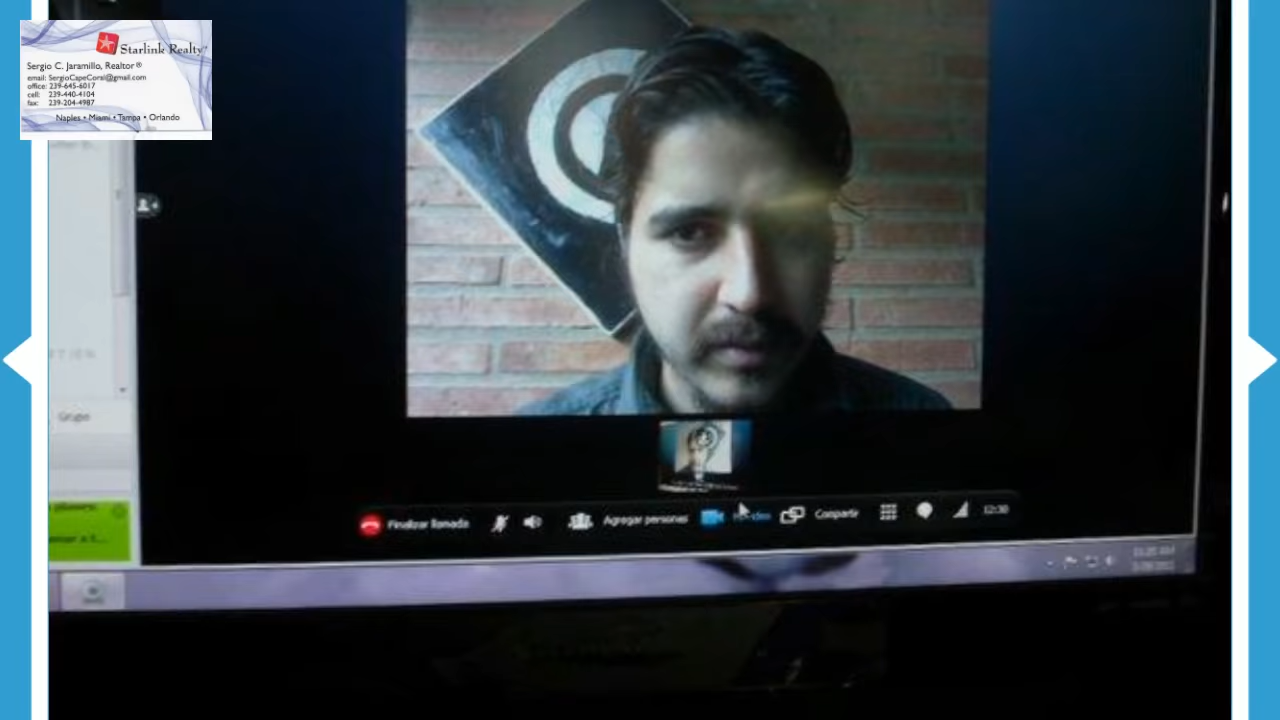 Starlink Realty
Sergio C. Jaramillo, Realtor®
email: SergioCapeCoral@gmail.com
office: 239-645-6017
cell: 239-440-4104
fax: 239-204-4987
Naples • Miami • Tampa • Orlando
Grupo
Finalizar llamada
Agregar personas
Compartir
12:30